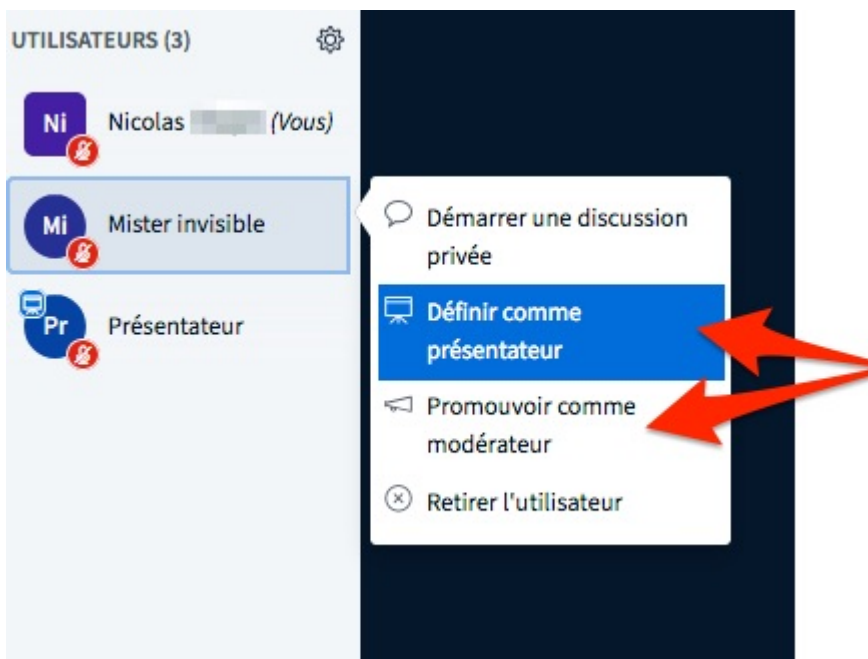 UTILISATEURS (3)
Ni
Nicolas (Vous)
Mi
Mister invisible
Pr
Présentateur
Démarrer une discussion
privée
Définir comme
présentateur
Promouvoir comme
modérateur
Retirer l'utilisateur